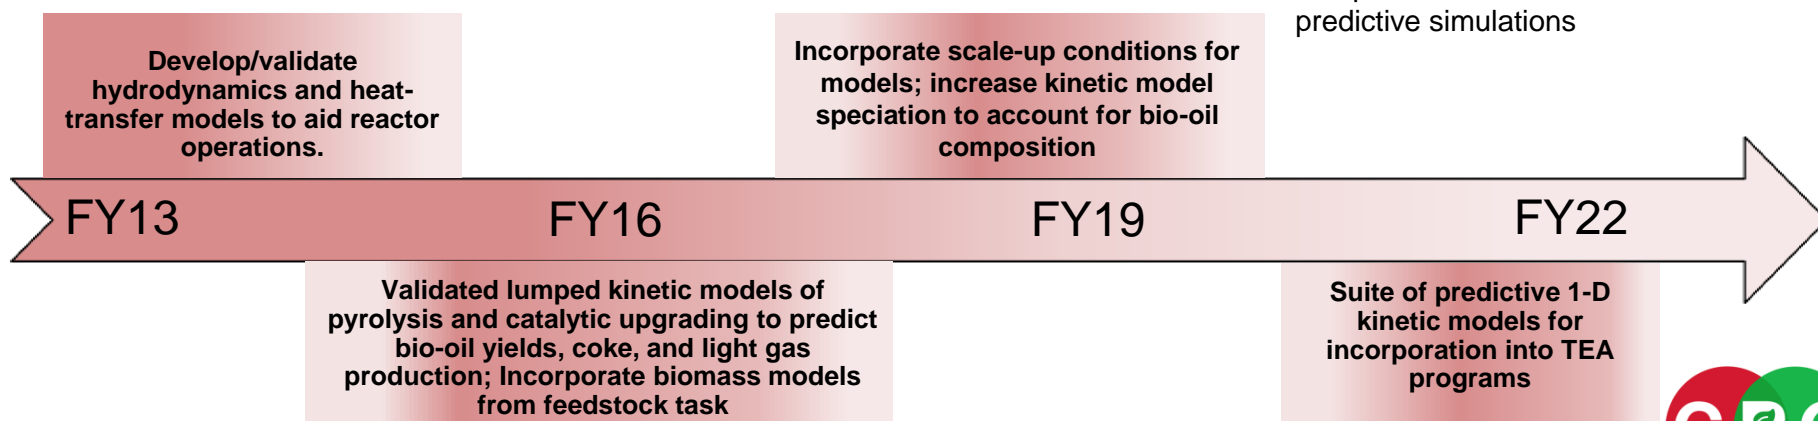 predictive simulations
Develop/validate
hydrodynamics and heat-
transfer models to aid reactor
operations.
Incorporate scale-up conditions for
models; increase kinetic model
speciation to account for bio-oil
composition
FY13 FY16 FY19 FY22
Validated lumped kinetic models of
pyrolysis and catalytic upgrading to predict
bio-oil yields, coke, and light gas
production; Incorporate biomass models
from feedstock task
Suite of predictive 1-D
kinetic models for
incorporation into TEA
programs